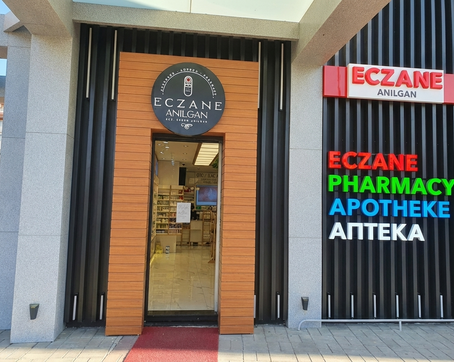 ECZANE
ANILGAN
ECZANE
ANILGAN
ECZANE
PHARMACY
APOTHEKE
АПТЕКА